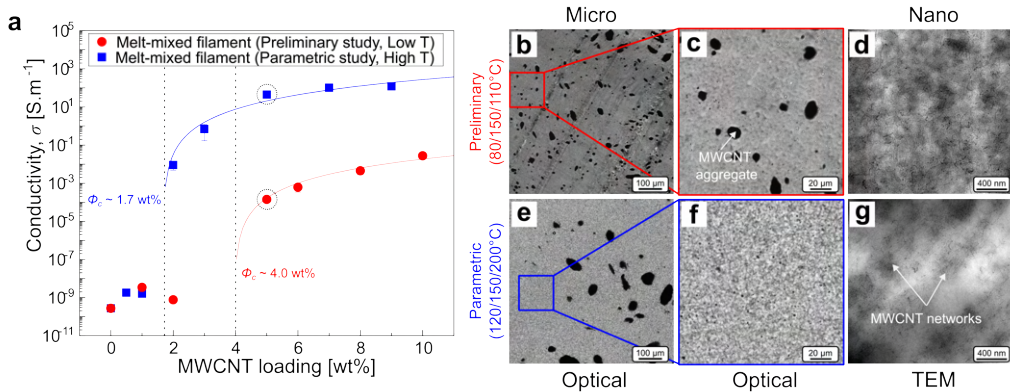 a
Conductivity, σ [S.m⁻¹]
10⁵
10³
10¹
10⁻¹
10⁻³
10⁻⁵
10⁻⁷
10⁻⁹
10⁻¹¹
Melt-mixed filament (Preliminary study, Low T)
Melt-mixed filament (Parametric study, High T)
Φc ~ 1.7 wt%
Φc ~ 4.0 wt%
0 2 4 6 8 10
MWCNT loading [wt%]
Micro
Nano
Preliminary
(80/150/110°C)
b
100 µm
c
MWCNT
aggregate
20 µm
d
400 nm
Parametric
(120/150/200°C)
e
100 µm
f
20 µm
g
MWCNT networks
400 nm
Optical
Optical
TEM